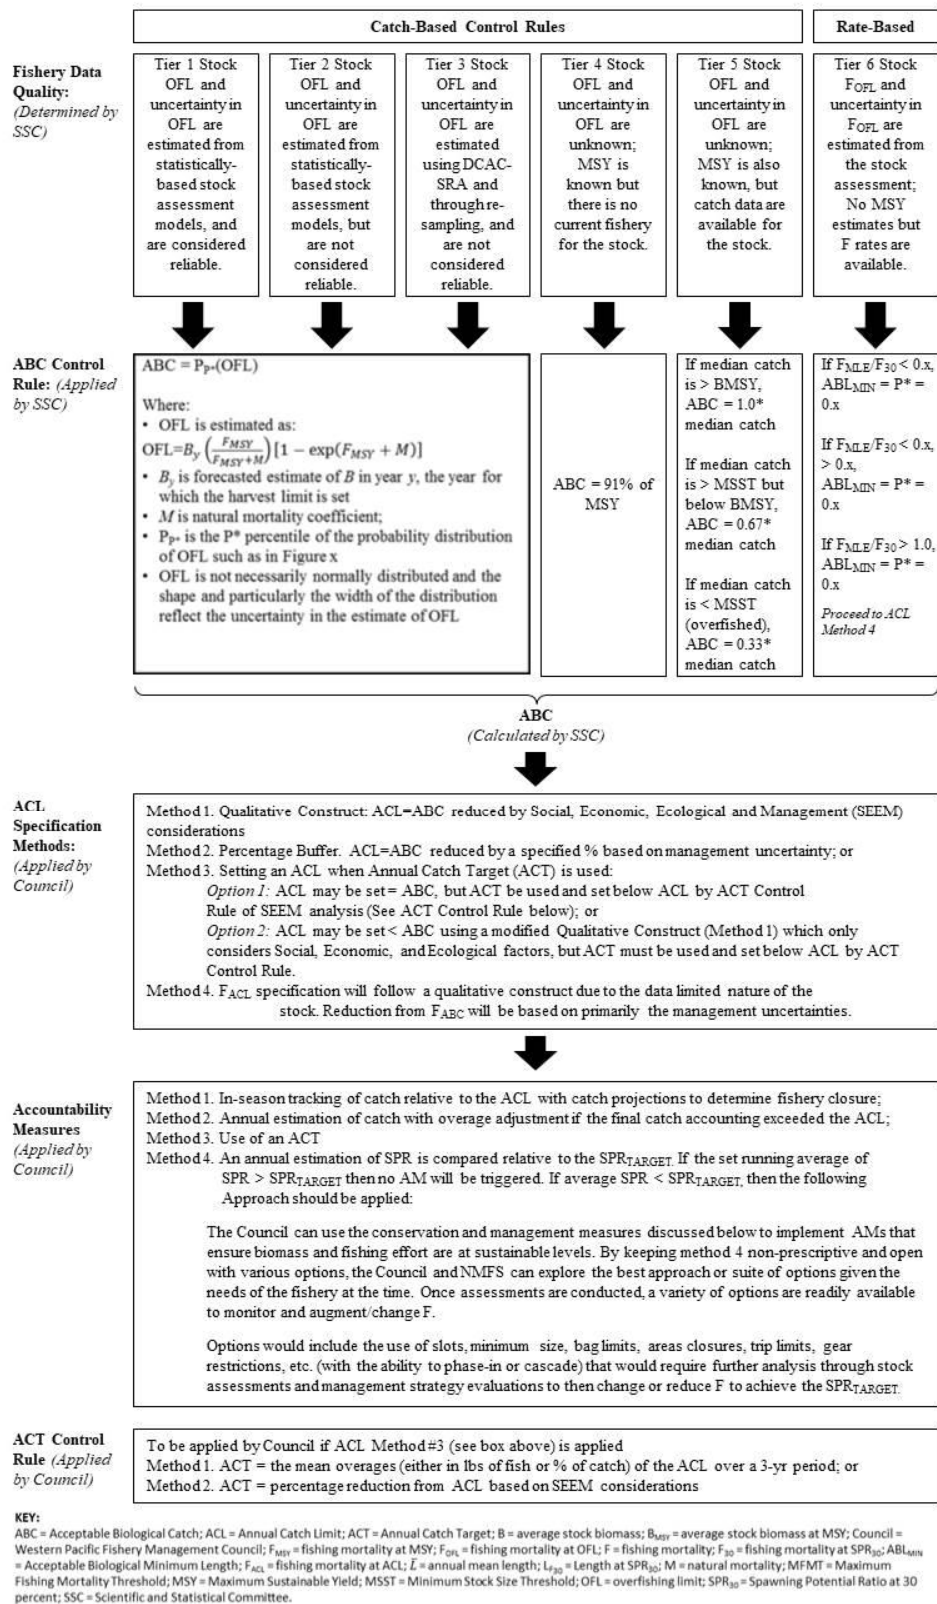 Catch-Based Control Rules
Rate-Based
Fishery Data
Quality:
(Determined by
SSC)
Tier 1 Stock
OFL and
uncertainty in
OFL are
estimated from
statistically-
based stock
assessment
models, and
are considered
reliable.
Tier 2 Stock
OFL and
uncertainty in
OFL are
estimated from
statistically-
based stock
assessment
models, but
are not
considered
reliable.
Tier 3 Stock
OFL and
uncertainty in
OFL are
estimated
using DCAC-
SRA and
through re-
sampling, and
are not
considered
reliable.
Tier 4 Stock
OFL and
uncertainty in
OFL are
unknown;
MSY is
known but
there is no
current fishery
for the stock.
Tier 5 Stock
OFL and
uncertainty in
OFL are
unknown;
MSY is also
known, but
catch data are
available for
the stock.
Tier 6 Stock
F_OFL and
uncertainty in
F_OFL are
estimated from
the stock
assessment;
No MSY
estimates but
F rates are
available.
ABC Control
Rule: (Applied
by SSC)
ABC = P_P*(OFL)
Where:
• OFL is estimated as:
OFL=B_y (F_MSY/(F_MSY+M)) [1 − exp(F_MSY + M)]
• B_y is forecasted estimate of B in year y, the year for
which the harvest limit is set
• M is natural mortality coefficient;
• P_P* is the P* percentile of the probability distribution
of OFL such as in Figure x
• OFL is not necessarily normally distributed and the
shape and particularly the width of the distribution
reflect the uncertainty in the estimate of OFL
ABC = 91% of
MSY
If median catch
is > BMSY,
ABC = 1.0*
median catch
If median catch
is > MSST but
below BMSY,
ABC = 0.67*
median catch
If median catch
is < MSST
(overfished),
ABC = 0.33*
median catch
If F_MLE/F_30 < 0.x,
ABL_MIN = P* =
0.x
If F_MLE/F_30 < 0.x,
> 0.x,
ABL_MIN = P* =
0.x
If F_MLE/F_30 > 1.0,
ABL_MIN = P* =
0.x
Proceed to ACL
Method 4
ABC
(Calculated by SSC)
ACL
Specification
Methods:
(Applied by
Council)
Method 1. Qualitative Construct: ACL=ABC reduced by Social, Economic, Ecological and Management (SEEM)
considerations
Method 2. Percentage Buffer. ACL=ABC reduced by a specified % based on management uncertainty; or
Method 3. Setting an ACL when Annual Catch Target (ACT) is used:
Option 1: ACL may be set = ABC, but ACT be used and set below ACL by ACT Control
Rule of SEEM analysis (See ACT Control Rule below); or
Option 2: ACL may be set < ABC using a modified Qualitative Construct (Method 1) which only
considers Social, Economic, and Ecological factors, but ACT must be used and set below ACL by ACT
Control Rule.
Method 4. F_ACL specification will follow a qualitative construct due to the data limited nature of the
stock. Reduction from F_ABC will be based on primarily the management uncertainties.
Accountability
Measures
(Applied by
Council)
Method 1. In-season tracking of catch relative to the ACL with catch projections to determine fishery closure;
Method 2. Annual estimation of catch with overage adjustment if the final catch accounting exceeded the ACL;
Method 3. Use of an ACT
Method 4. An annual estimation of SPR is compared relative to the SPR_TARGET. If the set running average of
SPR > SPR_TARGET then no AM will be triggered. If average SPR < SPR_TARGET, then the following
Approach should be applied:
The Council can use the conservation and management measures discussed below to implement AMs that
ensure biomass and fishing effort are at sustainable levels. By keeping method 4 non-prescriptive and open
with various options, the Council and NMFS can explore the best approach or suite of options given the
needs of the fishery at the time. Once assessments are conducted, a variety of options are readily available
to monitor and augment/change F.
Options would include the use of slots, minimum size, bag limits, areas closures, trip limits, gear
restrictions, etc. (with the ability to phase-in or cascade) that would require further analysis through stock
assessments and management strategy evaluations to then change or reduce F to achieve the SPR_TARGET.
ACT Control
Rule (Applied
by Council)
To be applied by Council if ACL Method #3 (see box above) is applied
Method 1. ACT = the mean overages (either in lbs of fish or % of catch) of the ACL over a 3-yr period; or
Method 2. ACT = percentage reduction from ACL based on SEEM considerations
KEY:
ABC = Acceptable Biological Catch; ACL = Annual Catch Limit; ACT = Annual Catch Target; B = average stock biomass; B_MSY = average stock biomass at MSY; Council =
Western Pacific Fishery Management Council; F_MSY = fishing mortality at MSY; F_OFL = fishing mortality at OFL; F = fishing mortality; F_30 = fishing mortality at SPR_30; ABL_MIN
= Acceptable Biological Minimum Length; F_ACL = fishing mortality at ACL; L̄ = annual mean length; L_F30 = Length at SPR_30; M = natural mortality; MFMT = Maximum
Fishing Mortality Threshold; MSY = Maximum Sustainable Yield; MSST = Minimum Stock Size Threshold; OFL = overfishing limit; SPR_30 = Spawning Potential Ratio at 30
percent; SSC = Scientific and Statistical Committee.